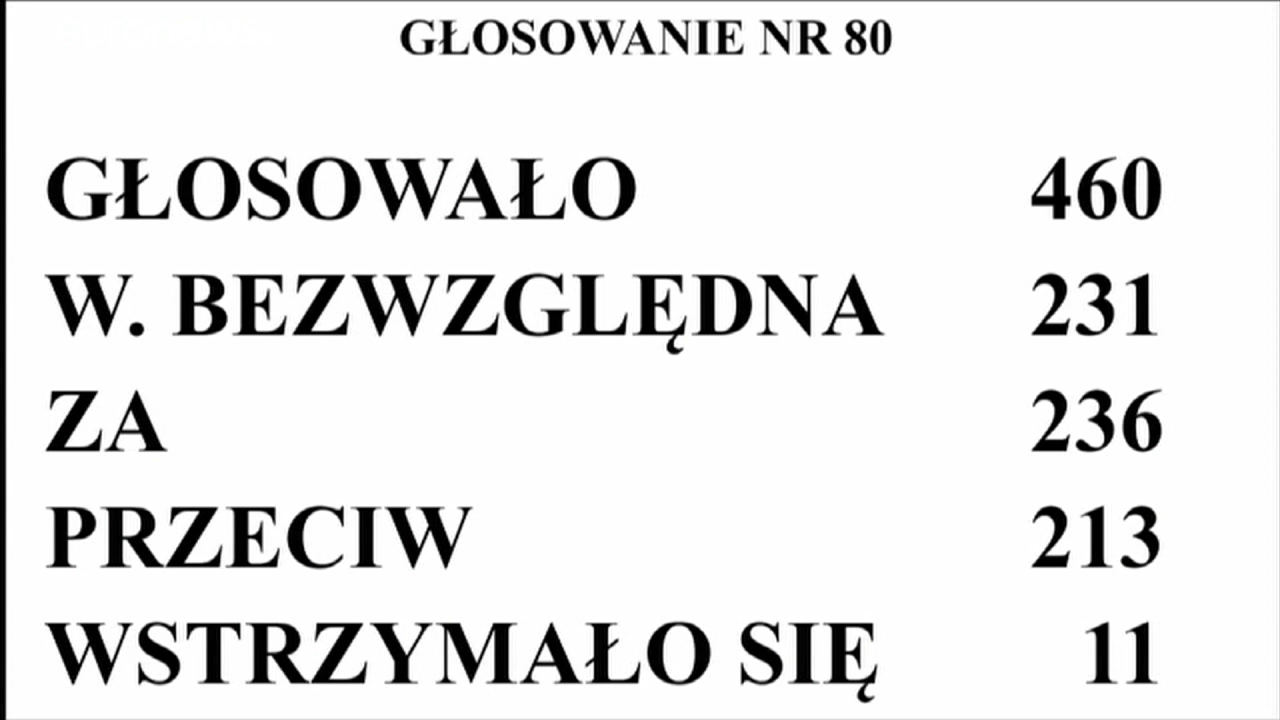 GŁOSOWANIE NR 80
GŁOSOWAŁO 460
W. BEZWZGLĘDNA 231
ZA 236
PRZECIW 213
WSTRZYMAŁO SIĘ 11